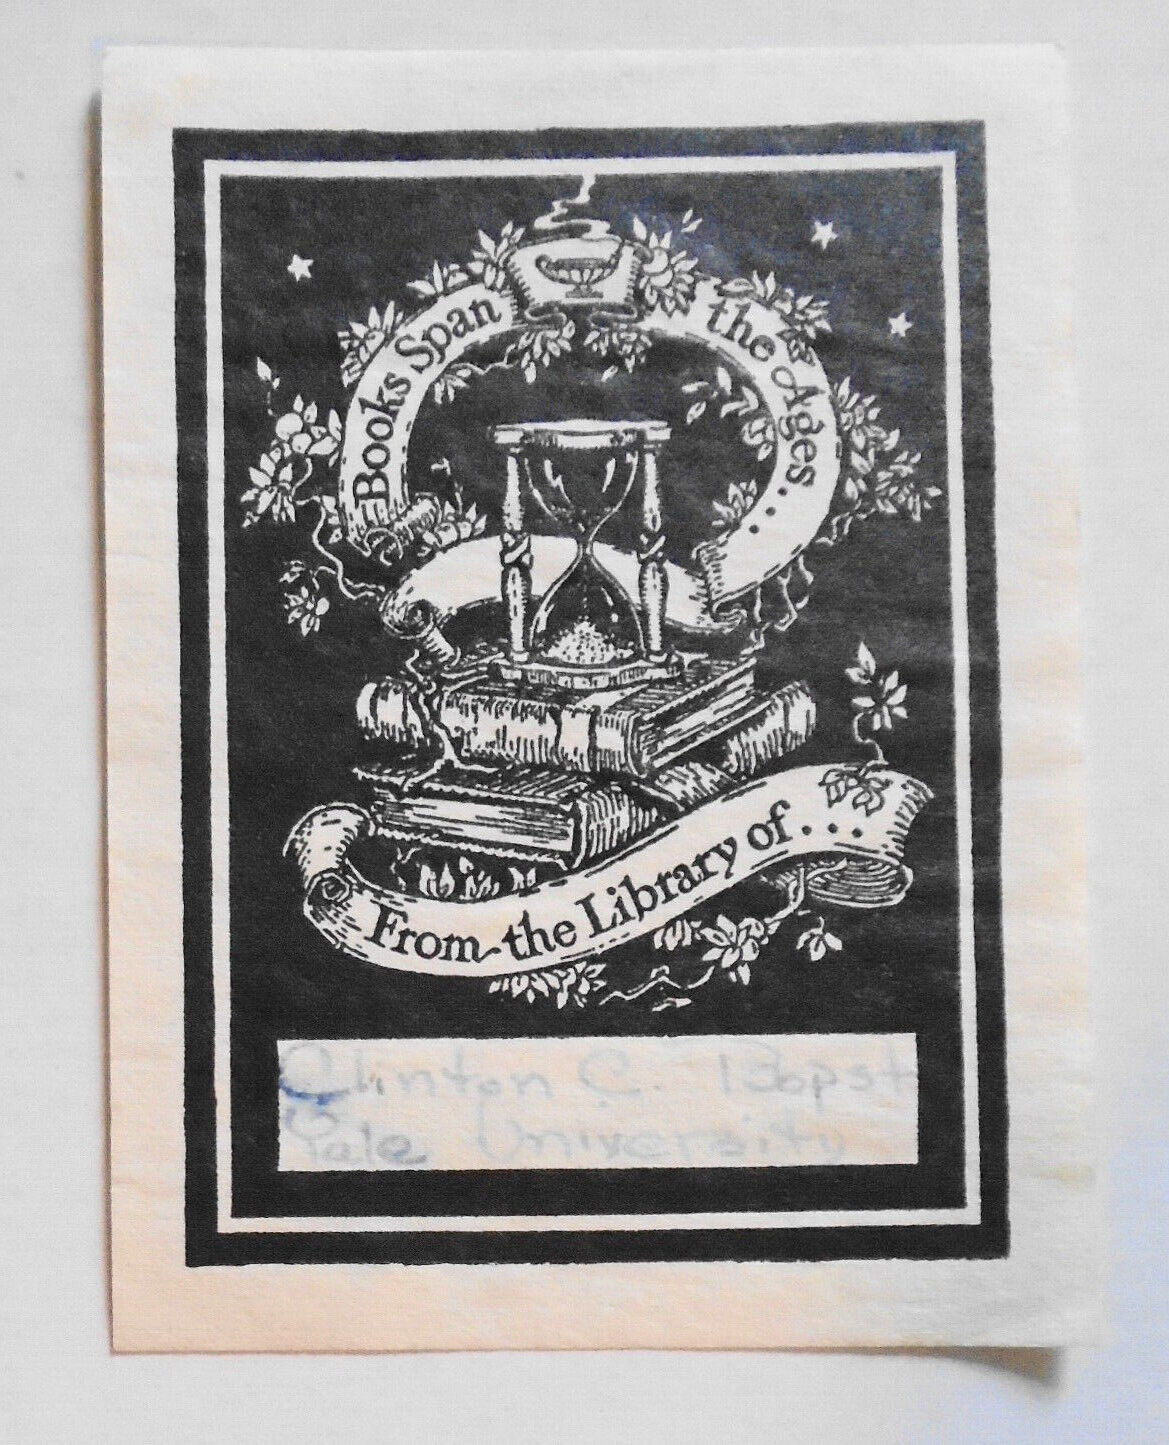 Books Span the Ages...
From the Library of...
Clinton C. Bopst
Yale University